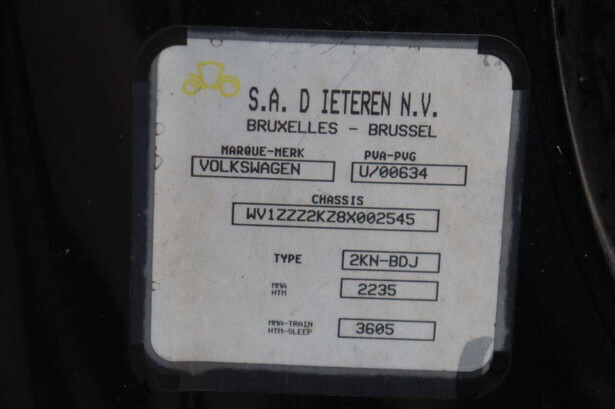 S.A. D IETEREN N.V.
BRUXELLES - BRUSSEL
MARQUE-MERK PVA-PVG
VOLKSWAGEN U/00634
CHASSIS
WV1ZZZ2KZ8X002545
TYPE 2KN-BDJ
MMA
HTM 2235
MMA-TRAIN
HTM-SLEEP 3605